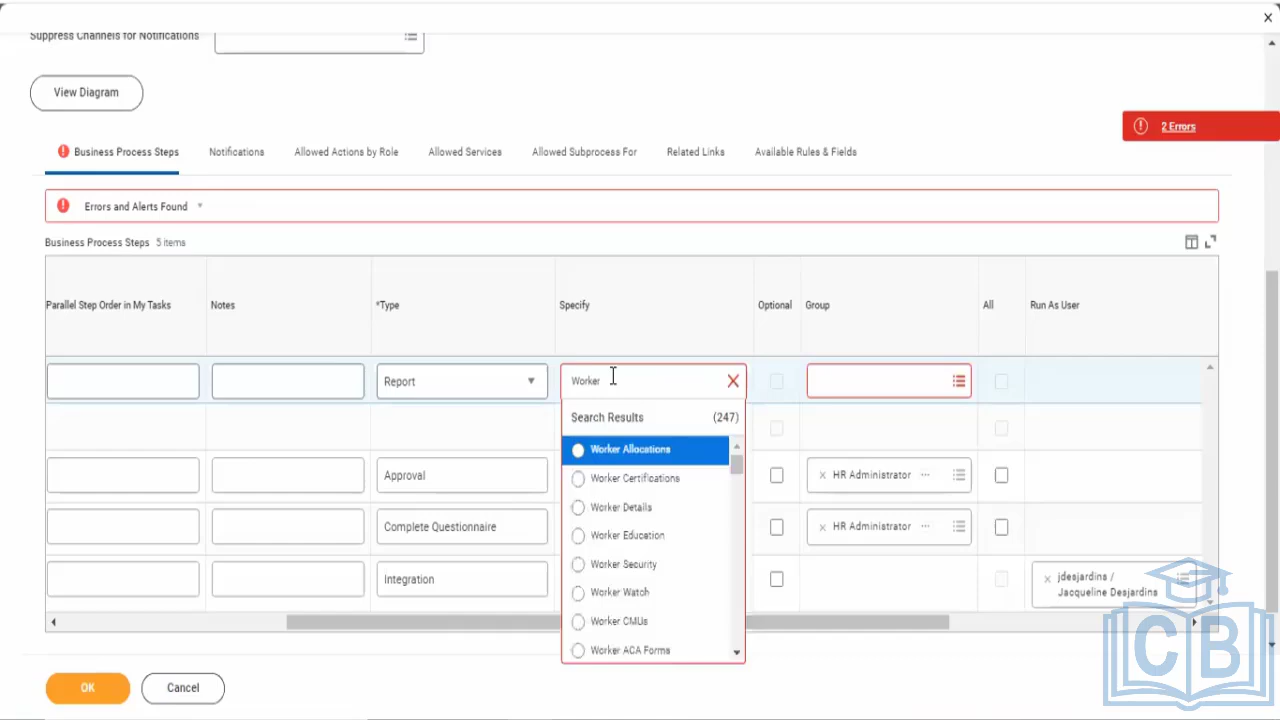 Suppress Channels for Notifications
View Diagram
2 Errors
Business Process Steps
Notifications
Allowed Actions by Role
Allowed Services
Allowed Subprocess For
Related Links
Available Rules & Fields
Errors and Alerts Found
Business Process Steps 5 items
Parallel Step Order in My Tasks
Notes
*Type
Specify
Optional
Group
All
Run As User
Report
Worker
Search Results (247)
Worker Allocations
Worker Certifications
Worker Details
Worker Education
Worker Security
Worker Watch
Worker CMUs
Worker ACA Forms
Approval
HR Administrator
Complete Questionnaire
HR Administrator
Integration
jdesjardins /
Jacqueline Desjardins
OK
Cancel
CB